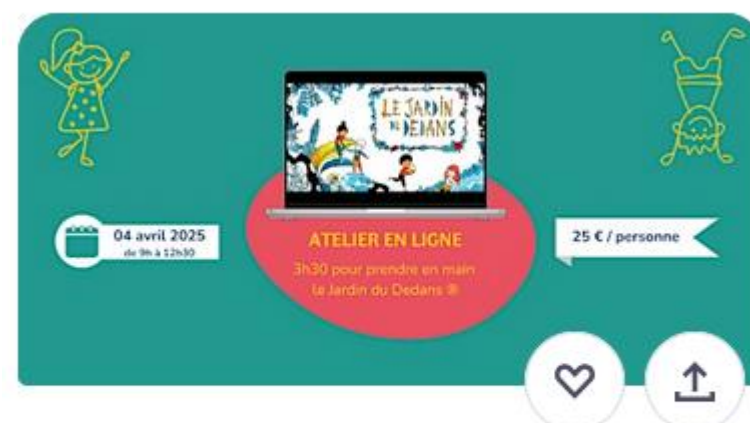 LE JARDIN
DU DEDANS
04 avril 2025
de 9h à 12h30
ATELIER EN LIGNE
3h30 pour prendre en main
le Jardin du Dedans ®
25 € / personne